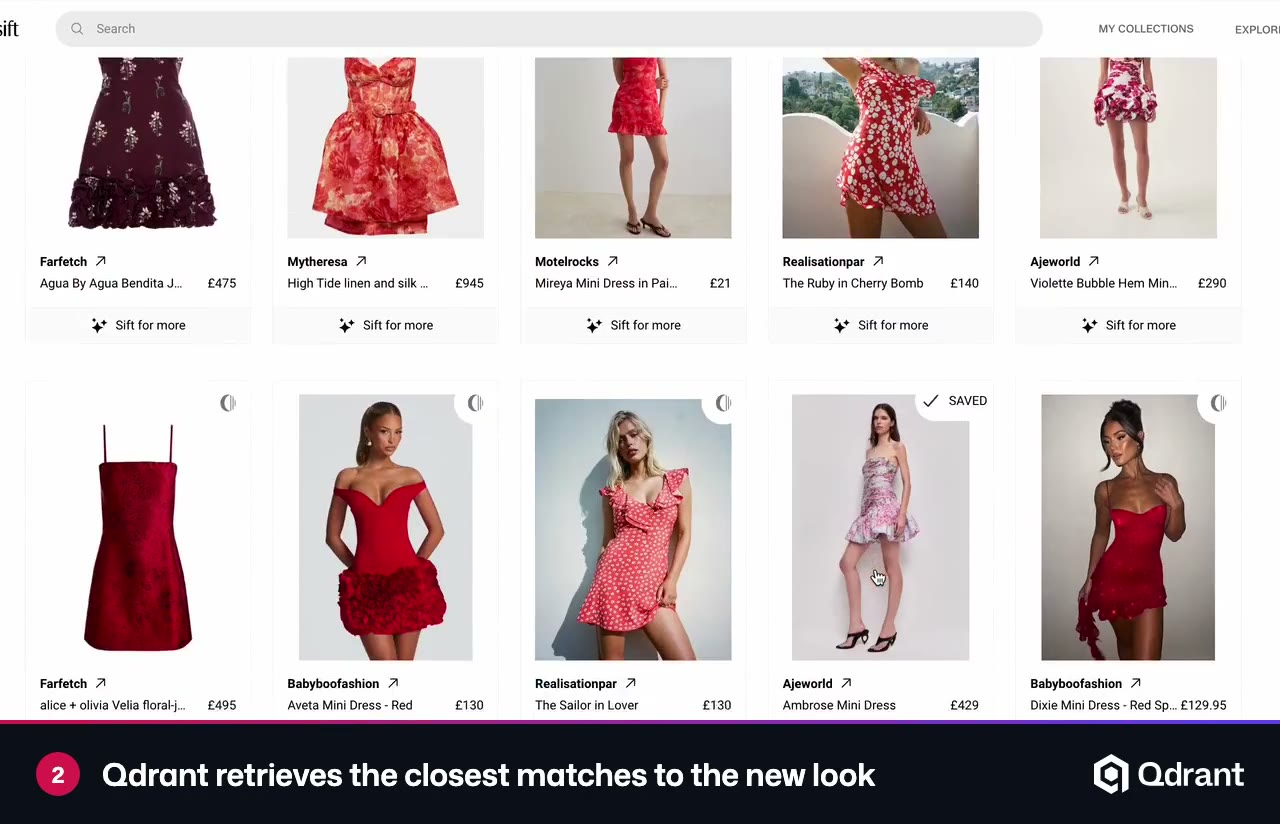 sift
Search
MY COLLECTIONS
EXPLOR
Farfetch
Agua By Agua Bendita J... £475
Sift for more
Mytheresa
High Tide linen and silk ... £945
Sift for more
Motelrocks
Mireya Mini Dress in Pai... £21
Sift for more
Realisationpar
The Ruby in Cherry Bomb £140
Sift for more
Ajeworld
Violette Bubble Hem Min... £290
Sift for more
SAVED
Farfetch
alice + olivia Velia floral-j... £495
Babyboofashion
Aveta Mini Dress - Red £130
Realisationpar
The Sailor in Lover £130
Ajeworld
Ambrose Mini Dress £429
Babyboofashion
Dixie Mini Dress - Red Sp... £129.95
2 Qdrant retrieves the closest matches to the new look
Qdrant